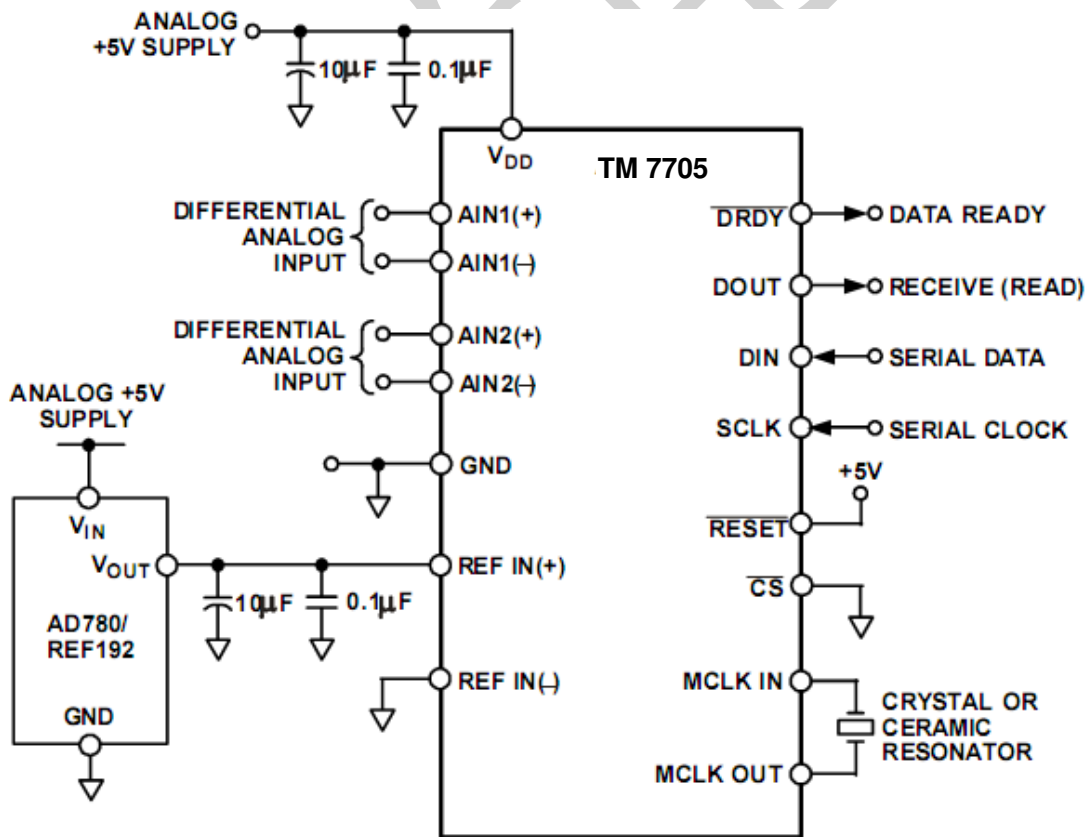 ANALOG
+5V SUPPLY
10µF
0.1µF
VDD
TM 7705
DIFFERENTIAL
ANALOG
INPUT
AIN1(+)
AIN1(–)
DIFFERENTIAL
ANALOG
INPUT
AIN2(+)
AIN2(–)
DRDY
DATA READY
DOUT
RECEIVE (READ)
DIN
SERIAL DATA
SCLK
SERIAL CLOCK
ANALOG +5V
SUPPLY
GND
+5V
RESET
VIN
VOUT
10µF
0.1µF
REF IN(+)
CS
AD780/
REF192
REF IN(–)
MCLK IN
CRYSTAL OR
CERAMIC
RESONATOR
GND
MCLK OUT